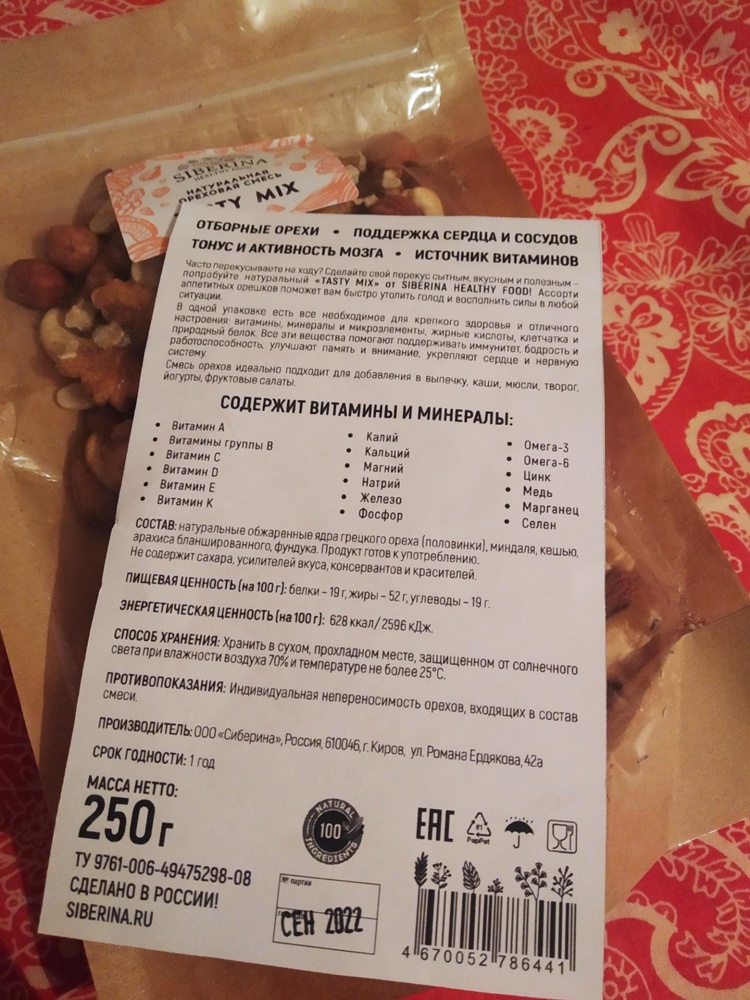 SIBERINA
HEALTHY FOOD
НАТУРАЛЬНАЯ
ОРЕХОВАЯ СМЕСЬ
TY MIX
ОТБОРНЫЕ ОРЕХИ • ПОДДЕРЖКА СЕРДЦА И СОСУДОВ
ТОНУС И АКТИВНОСТЬ МОЗГА • ИСТОЧНИК ВИТАМИНОВ
Часто перекусываете на ходу? Сделайте свой перекус сытным, вкусным и полезным –
попробуйте натуральный «TASTY MIX» от SIBERINA HEALTHY FOOD! Ассорти
аппетитных орешков поможет вам быстро утолить голод и восполнить силы в любой
ситуации.
В одной упаковке есть все необходимое для крепкого здоровья и отличного
настроения: витамины, минералы и микроэлементы, жирные кислоты, клетчатка и
природный белок. Все эти вещества помогают поддерживать иммунитет, бодрость и
работоспособность, улучшают память и внимание, укрепляют сердце и нервную
систему.
Смесь орехов идеально подходит для добавления в выпечку, каши, мюсли, творог,
йогурты, фруктовые салаты.
СОДЕРЖИТ ВИТАМИНЫ И МИНЕРАЛЫ:
• Витамин А
• Витамины группы В
• Витамин С
• Витамин D
• Витамин Е
• Витамин К
• Калий
• Кальций
• Магний
• Натрий
• Железо
• Фосфор
• Омега-3
• Омега-6
• Цинк
• Медь
• Марганец
• Селен
СОСТАВ: натуральные обжаренные ядра грецкого ореха (половинки), миндаля, кешью,
арахиса бланшированного, фундука. Продукт готов к употреблению.
Не содержит сахара, усилителей вкуса, консервантов и красителей.
ПИЩЕВАЯ ЦЕННОСТЬ (на 100 г): белки – 19 г, жиры – 52 г, углеводы – 19 г.
ЭНЕРГЕТИЧЕСКАЯ ЦЕННОСТЬ (на 100 г): 628 ккал/ 2596 кДж.
СПОСОБ ХРАНЕНИЯ: Хранить в сухом, прохладном месте, защищенном от солнечного
света при влажности воздуха 70% и температуре не более 25°С.
ПРОТИВОПОКАЗАНИЯ: Индивидуальная непереносимость орехов, входящих в состав
смеси.
ПРОИЗВОДИТЕЛЬ: ООО «Сиберина», Россия, 610046, г. Киров, ул. Романа Ердякова, 42а
СРОК ГОДНОСТИ: 1 год
МАССА НЕТТО:
250 г
ТУ 9761-006-49475298-08
СДЕЛАНО В РОССИИ!
SIBERINA.RU
NATURAL
100%
INGREDIENTS
№ партии
СЕН 2022
EAC
81
PapPet
4 670052 786441